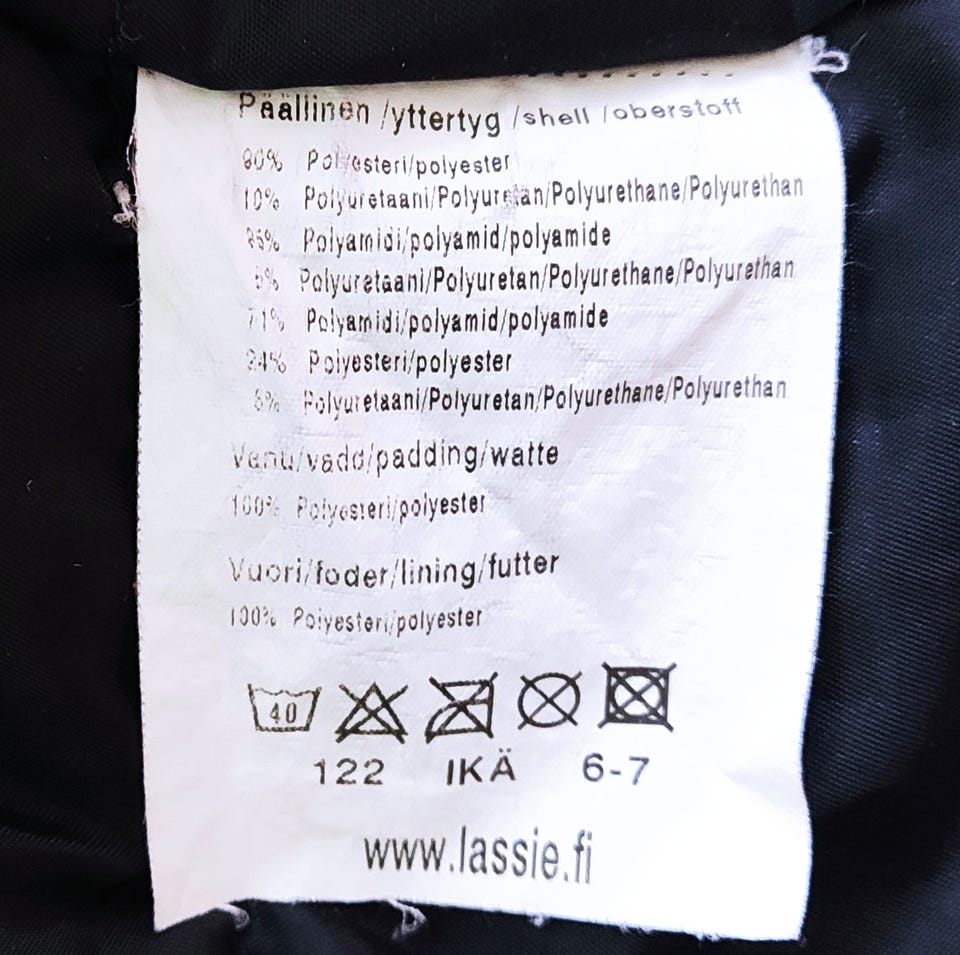 Päällinen /yttertyg /shell /oberstoff
90% Polyesteri/polyester
10% Polyuretaani/Polyuretan/Polyurethane/Polyurethan
95% Polyamidi/polyamid/polyamide
5% Polyuretaani/Polyuretan/Polyurethane/Polyurethan
71% Polyamidi/polyamid/polyamide
24% Polyesteri/polyester
5% Polyuretaani/Polyuretan/Polyurethane/Polyurethan
Vanu/vadd/padding/watte
100% Polyesteri/polyester
Vuori/foder/lining/futter
100% Polyesteri/polyester
40
122 IKÄ 6-7
www.lassie.fi